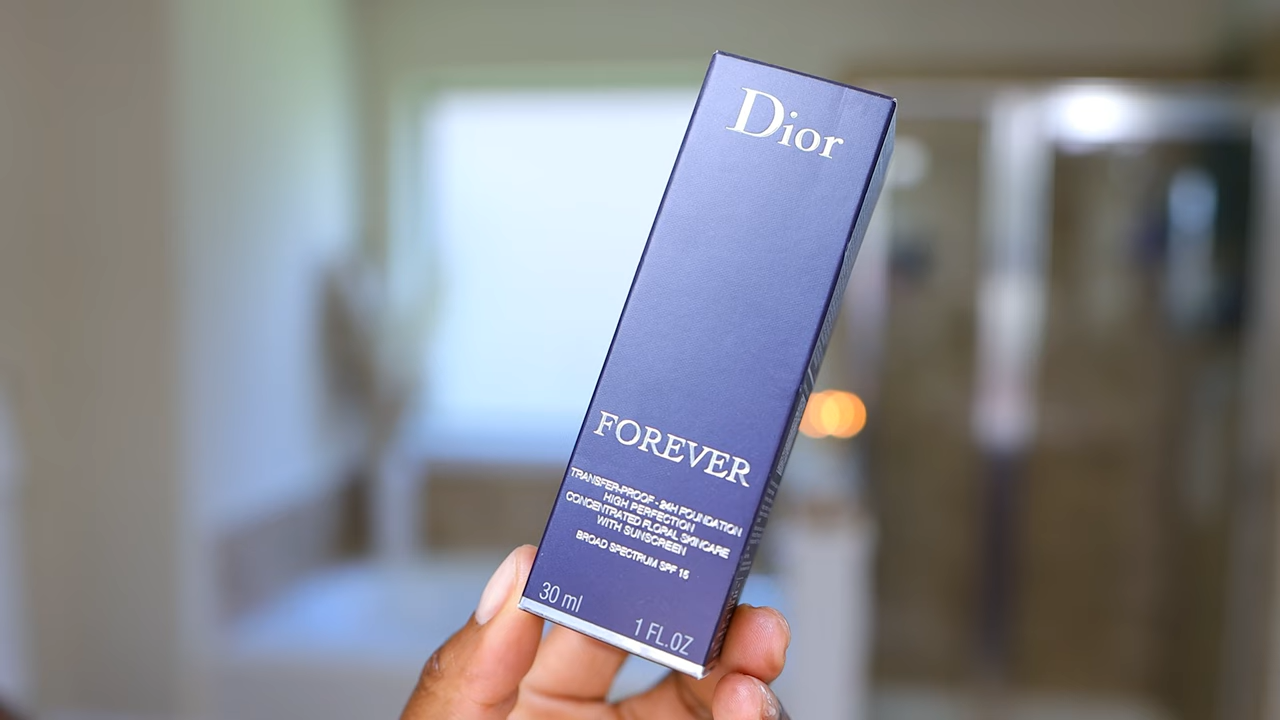 Dior
FOREVER
TRANSFER-PROOF - 24H FOUNDATION
HIGH PERFECTION
CONCENTRATED FLORAL SKINCARE
WITH SUNSCREEN
BROAD SPECTRUM SPF 15
30 ml
1 FL.OZ